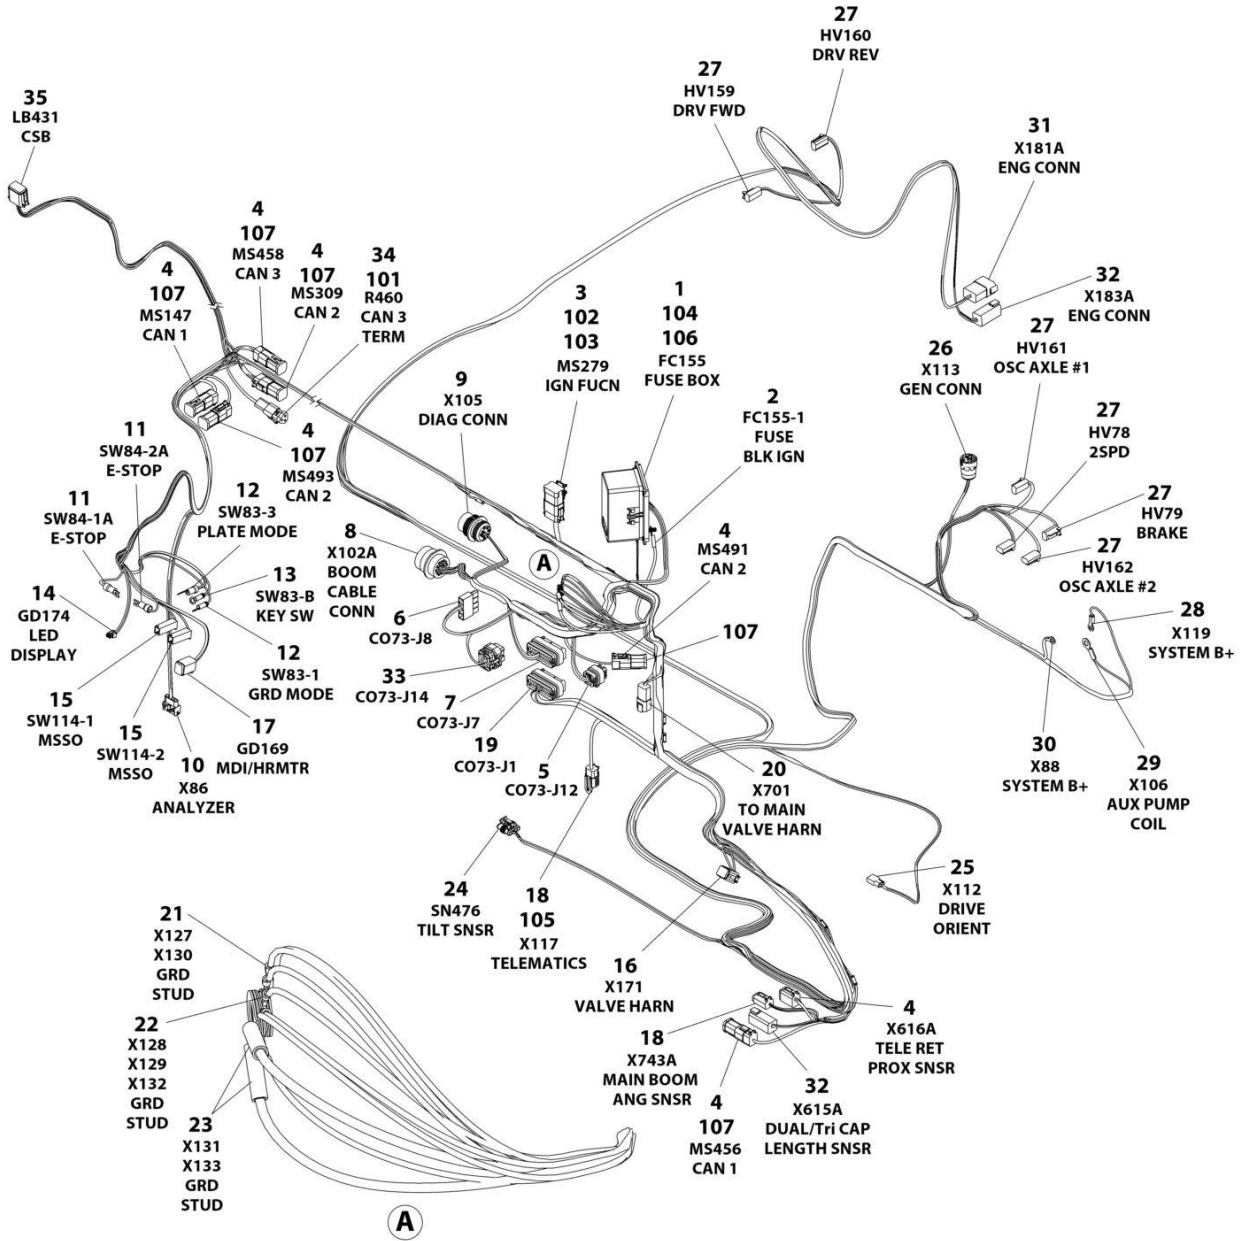 27
HV160
DRV REV
27
HV159
DRV FWD
35
LB431
CSB
31
X181A
ENG CONN
4
107
MS458
CAN 3
4
107
MS309
CAN 2
34
101
R460
CAN 3
TERM
4
107
MS147
CAN 1
3
102
103
MS279
IGN FUCN
1
104
106
FC155
FUSE BOX
32
X183A
ENG CONN
27
HV161
OSC AXLE #1
26
X113
GEN CONN
9
X105
DIAG CONN
2
FC155-1
FUSE
BLK IGN
27
HV78
2SPD
11
SW84-2A
E-STOP
4
107
MS493
CAN 2
11
SW84-1A
E-STOP
12
SW83-3
PLATE MODE
27
HV79
BRAKE
8
X102A
BOOM
CABLE
CONN
A
4
MS491
CAN 2
27
HV162
OSC AXLE #2
13
SW83-B
KEY SW
14
GD174
LED
DISPLAY
6
CO73-J8
107
28
X119
SYSTEM B+
12
SW83-1
GRD MODE
33
CO73-J14
7
CO73-J7
15
SW114-1
MSSO
15
SW114-2
MSSO
17
GD169
MDI/HRMTR
10
X86
ANALYZER
19
CO73-J1
5
CO73-J12
20
X701
TO MAIN
VALVE HARN
30
X88
SYSTEM B+
29
X106
AUX PUMP
COIL
24
SN476
TILT SNSR
18
105
X117
TELEMATICS
25
X112
DRIVE
ORIENT
21
X127
X130
GRD
STUD
16
X171
VALVE HARN
22
X128
X129
X132
GRD
STUD
18
X743A
MAIN BOOM
ANG SNSR
4
X616A
TELE RET
PROX SNSR
32
X615A
DUAL/Tri CAP
LENGTH SNSR
4
107
MS456
CAN 1
23
X131
X133
GRD
STUD
A